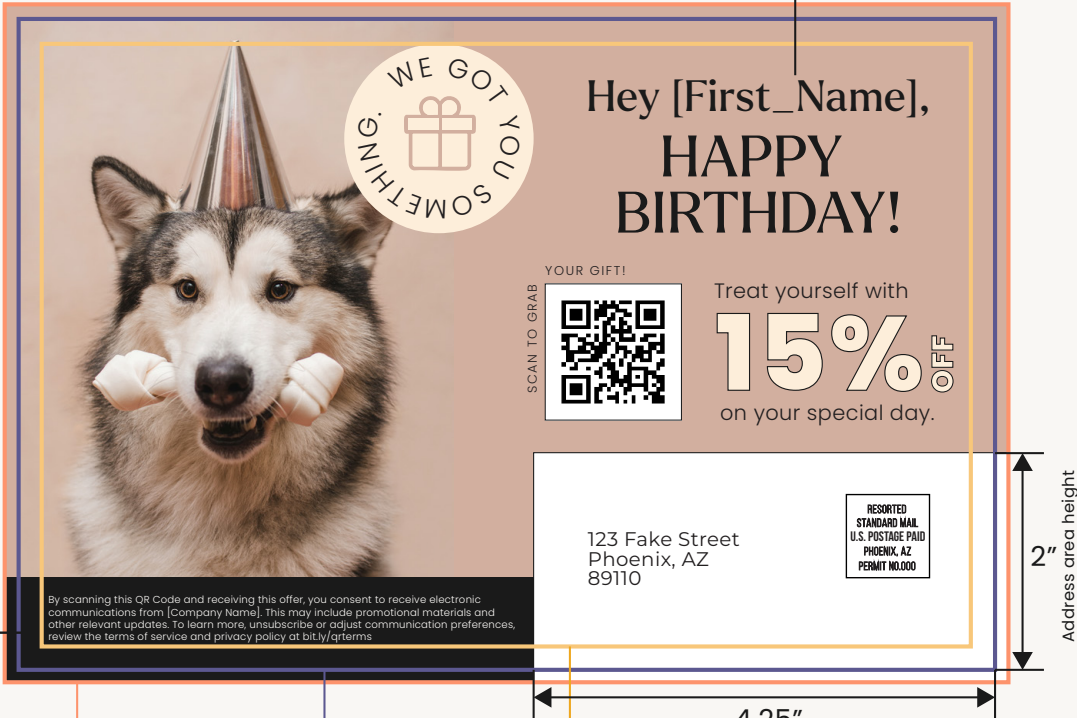 WE GOT YOU SOMETHING.
Hey [First_Name],
HAPPY
BIRTHDAY!
YOUR GIFT!
SCAN TO GRAB
Treat yourself with
15%
OFF
on your special day.
123 Fake Street
Phoenix, AZ
89110
RESORTED
STANDARD MAIL
U.S. POSTAGE PAID
PHOENIX, AZ
PERMIT NO.000
By scanning this QR Code and receiving this offer, you consent to receive electronic
communications from [Company Name]. This may include promotional materials and
other relevant updates. To learn more, unsubscribe or adjust communication preferences,
review the terms of service and privacy policy at bit.ly/qrterms
2”
Address area height
4.25”